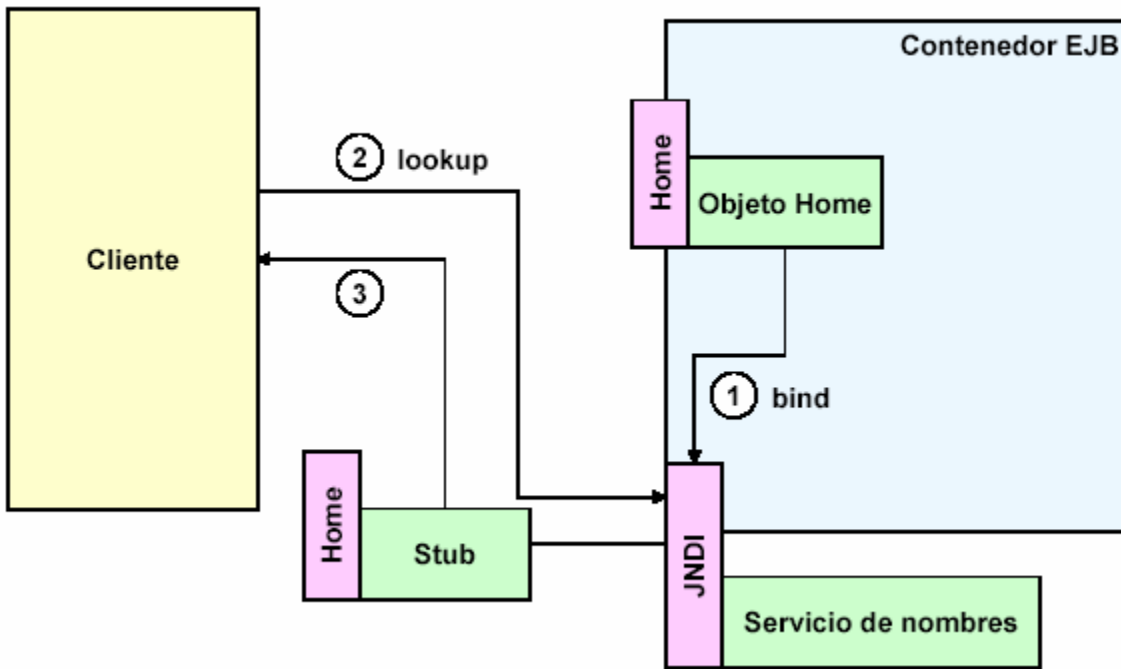 Contenedor EJB
2 lookup
Home
Objeto Home
Cliente
3
1 bind
Home
Stub
JNDI
Servicio de nombres